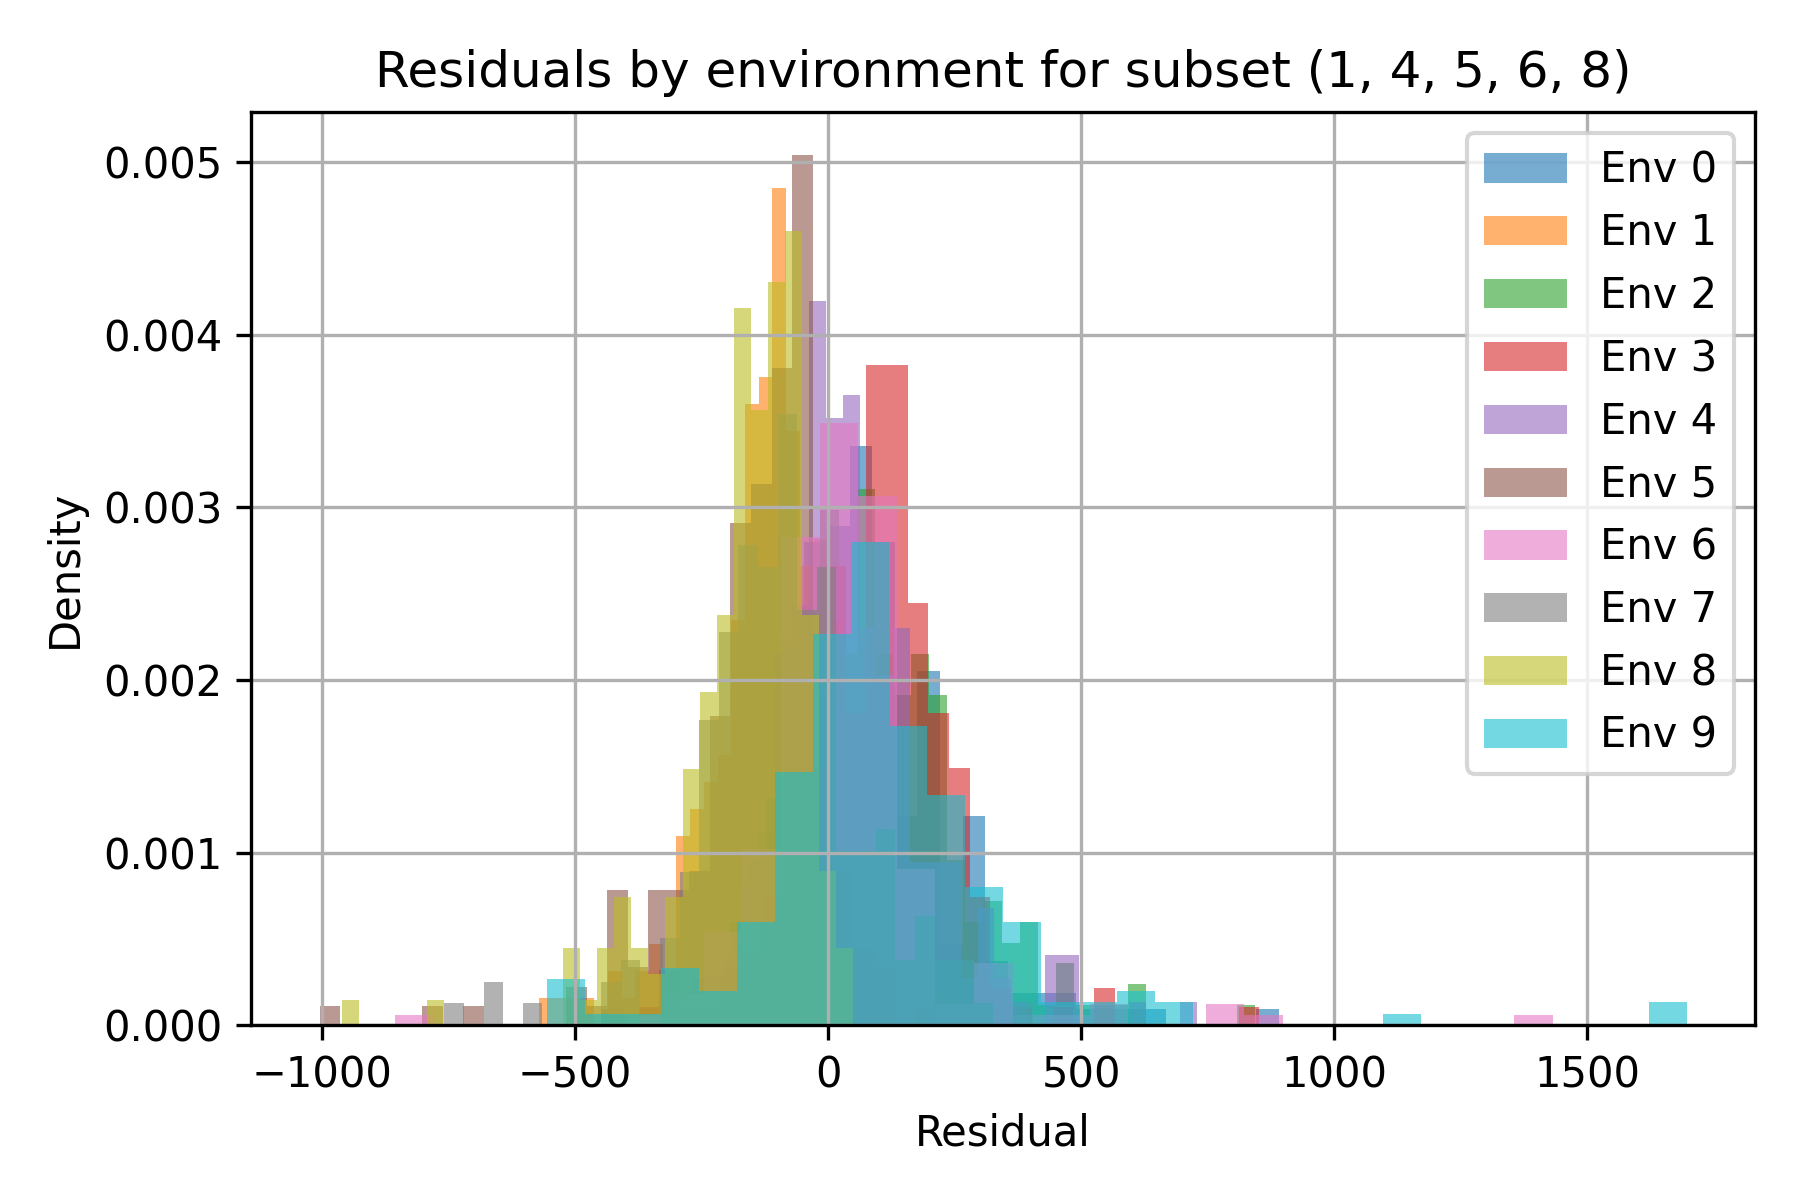 Residuals by environment for subset (1, 4, 5, 6, 8)
Density
0.005
0.004
0.003
0.002
0.001
0.000
−1000
−500
0
500
1000
1500
Residual
Env 0
Env 1
Env 2
Env 3
Env 4
Env 5
Env 6
Env 7
Env 8
Env 9